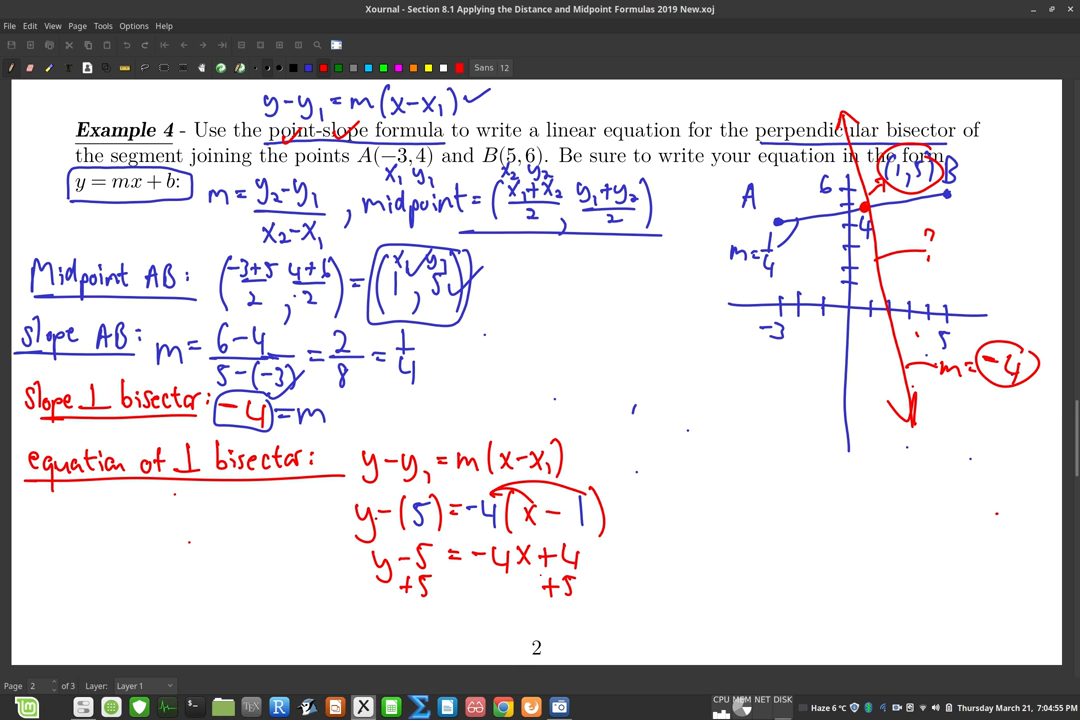 Xournal - Section 8.1 Applying the Distance and Midpoint Formulas 2019 New.xoj
File Edit View Page Tools Options Help
Sans 12
y-y₁=m(x-x₁)✓
Example 4 - Use the point-slope formula to write a linear equation for the perpendicular bisector of
the segment joining the points A(−3,4) and B(5,6). Be sure to write your equation in the form
x₁ y₁ x₂ y₂
y = mx + b:
m= y₂-y₁ / x₂-x₁ , midpoint = (x₁+x₂ / 2 , y₁+y₂ / 2)
(1,5)
A B
6
4
m=1/4
?
-3 5
m=-4
x₁ y₁
Midpoint AB: (-3+5 / 2 , 4+6 / 2) = (1,5)
Slope AB: m= 6-4 / 5-(-3) = 2/8 = 1/4
Slope ⊥ bisector: -4=m
equation of ⊥ bisector: y-y₁=m(x-x₁)
y-(5)=-4(x-1)
y-5=-4x+4
+5 +5
2
Page 2 of 3 Layer: Layer 1
CPU MEM NET DISK
Haze 6 °C
Thursday March 21, 7:04:55 PM